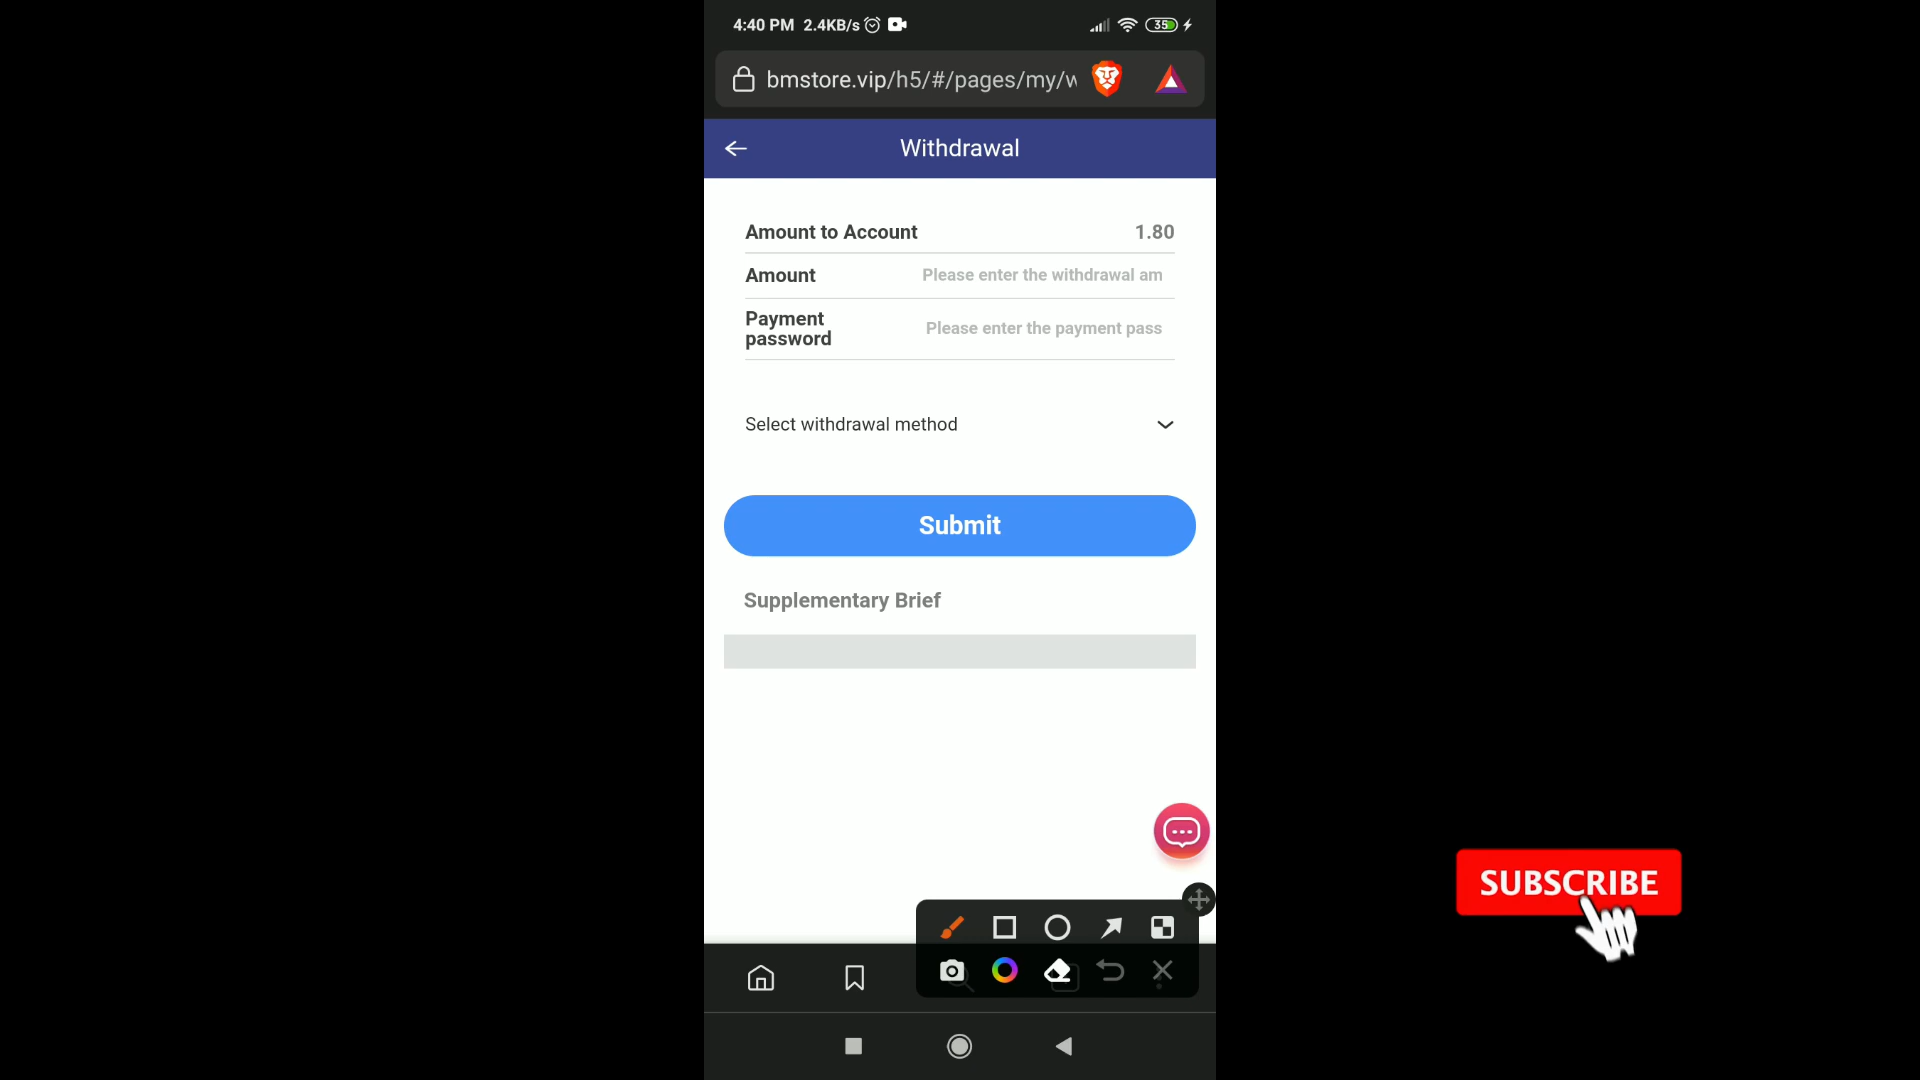 4:40 PM 2.4KB/s
35
bmstore.vip/h5/#/pages/my/w
Withdrawal
Amount to Account 1.80
Amount Please enter the withdrawal am
Payment password Please enter the payment pass
Select withdrawal method
Submit
Supplementary Brief
SUBSCRIBE